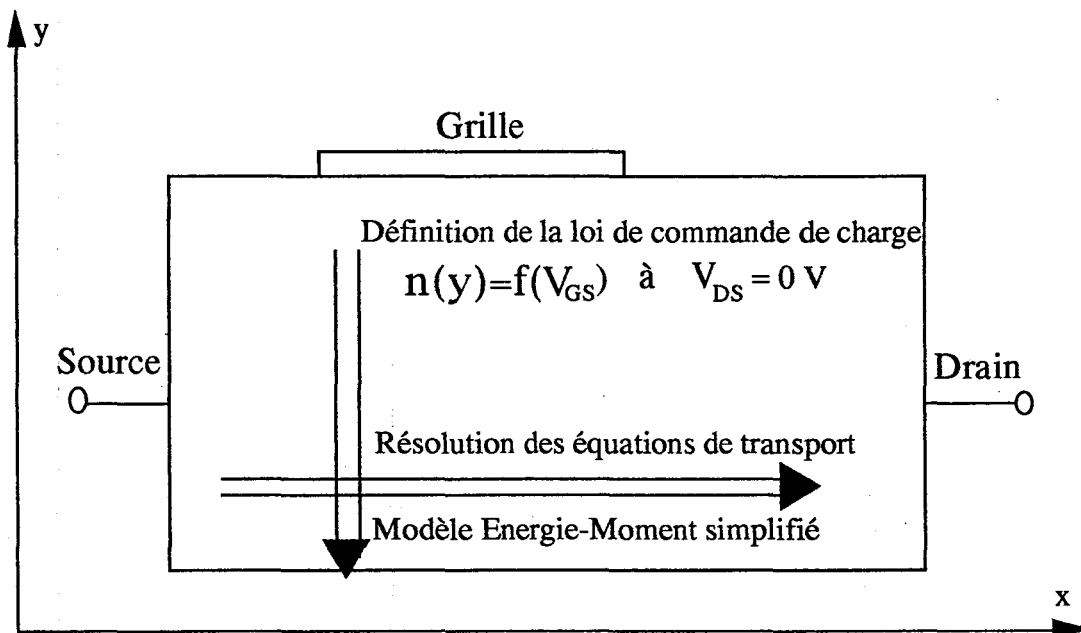 y
Grille
Définition de la loi de commande de charge
n(y)=f(V_GS) à V_DS = 0 V
Source
Drain
Résolution des équations de transport
Modèle Energie-Moment simplifié
x